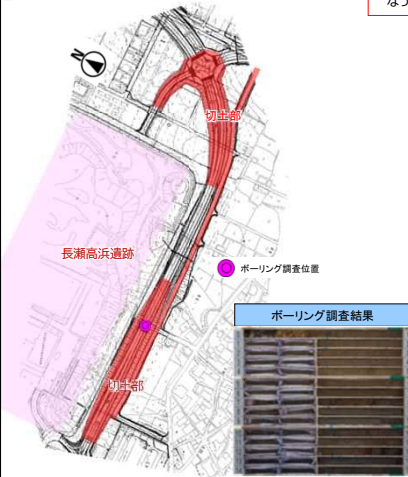 N
切土部
長瀬高浜遺跡
ボーリング調査位置
ボーリング調査結果
切土部